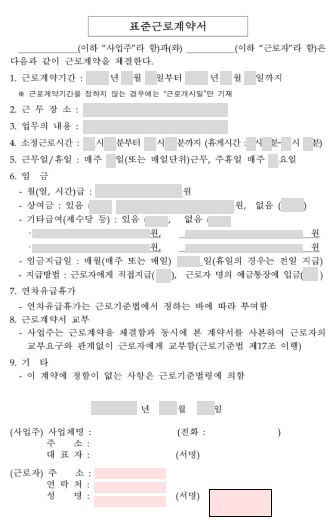 표준근로계약서
(이하 “사업주”라 함)과(와) (이하 “근로자”라 함)은
다음과 같이 근로계약을 체결한다.
1. 근로계약기간 : 년 월 일부터 년 월 일까지
※ 근로계약기간을 정하지 않는 경우에는 “근로개시일”만 기재
2. 근 무 장 소 :
3. 업무의 내용 :
4. 소정근로시간 : 시 분부터 시 분까지 (휴게시간 : 시 분~ 시 분)
5. 근무일/휴일 : 매주 일(또는 매일단위)근무, 주휴일 매주 요일
6. 임 금
- 월(일, 시간)급 : 원
- 상여금 : 있음 ( ) 원, 없음 ( )
- 기타급여(제수당 등) : 있음 ( ), 없음 ( )
· 원, 원
· 원, 원
- 임금지급일 : 매월(매주 또는 매일) 일(휴일의 경우는 전일 지급)
- 지급방법 : 근로자에게 직접지급( ), 근로자 명의 예금통장에 입금( )
7. 연차유급휴가
- 연차유급휴가는 근로기준법에서 정하는 바에 따라 부여함
8. 근로계약서 교부
- 사업주는 근로계약을 체결함과 동시에 본 계약서를 사본하여 근로자의
교부요구와 관계없이 근로자에게 교부함(근로기준법 제17조 이행)
9. 기 타
- 이 계약에 정함이 없는 사항은 근로기준법령에 의함
년 월 일
(사업주) 사업체명 : (전화 : )
주 소 :
대 표 자 : (서명)
(근로자) 주 소 :
연 락 처 :
성 명 : (서명)